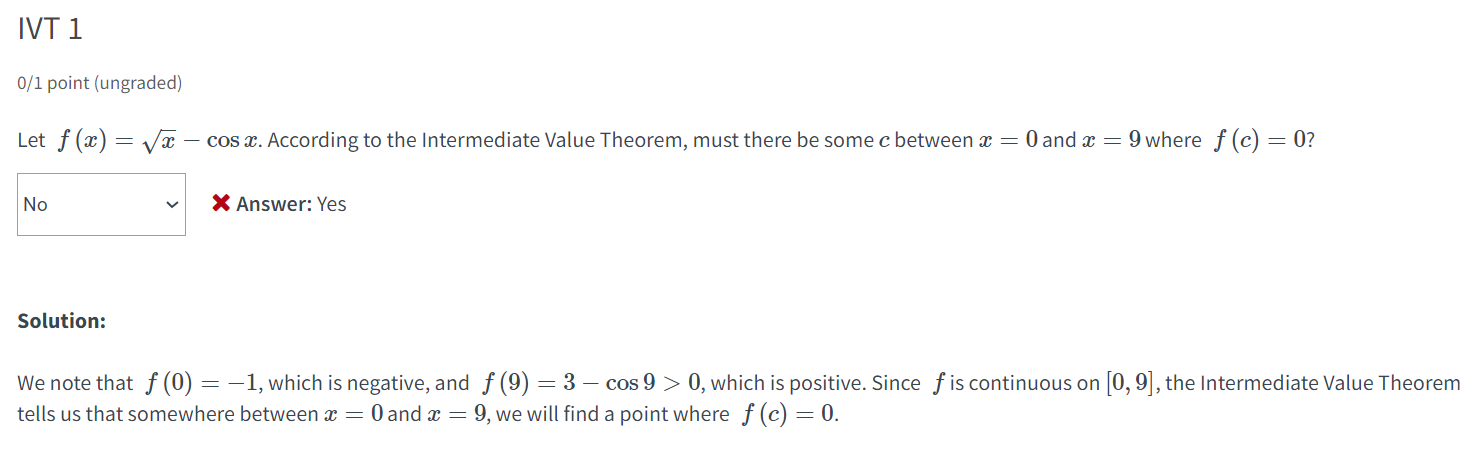 IVT 1
0/1 point (ungraded)
Let f (x) = √x − cos x. According to the Intermediate Value Theorem, must there be some c between x = 0 and x = 9 where f (c) = 0?
No
✖ Answer: Yes
Solution:
We note that f (0) = −1, which is negative, and f (9) = 3 − cos 9 > 0, which is positive. Since f is continuous on [0, 9], the Intermediate Value Theorem
tells us that somewhere between x = 0 and x = 9, we will find a point where f (c) = 0.